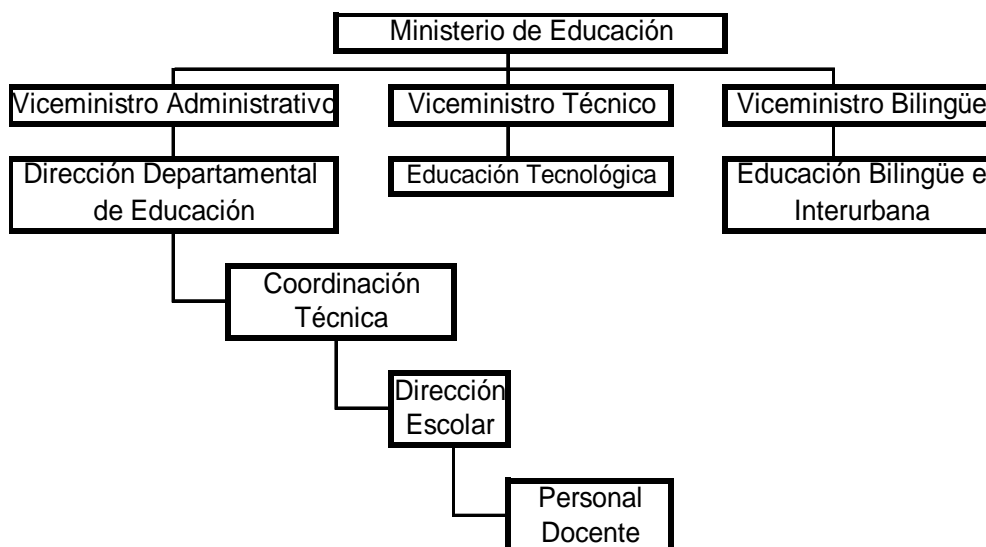 Ministerio de Educación
Viceministro Administrativo
Viceministro Técnico
Viceministro Bilingüe
Dirección Departamental
de Educación
Educación Tecnológica
Educación Bilingüe e
Interurbana
Coordinación
Técnica
Dirección
Escolar
Personal
Docente